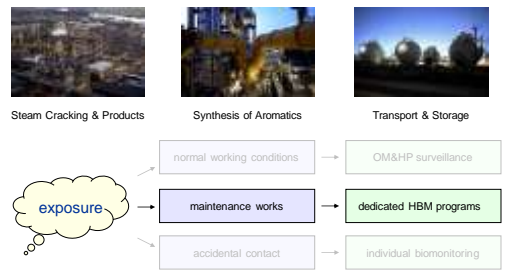 Steam Cracking & Products
Synthesis of Aromatics
Transport & Storage
normal working conditions
OM&HP surveillance
exposure
maintenance works
dedicated HBM programs
accidental contact
individual biomonitoring